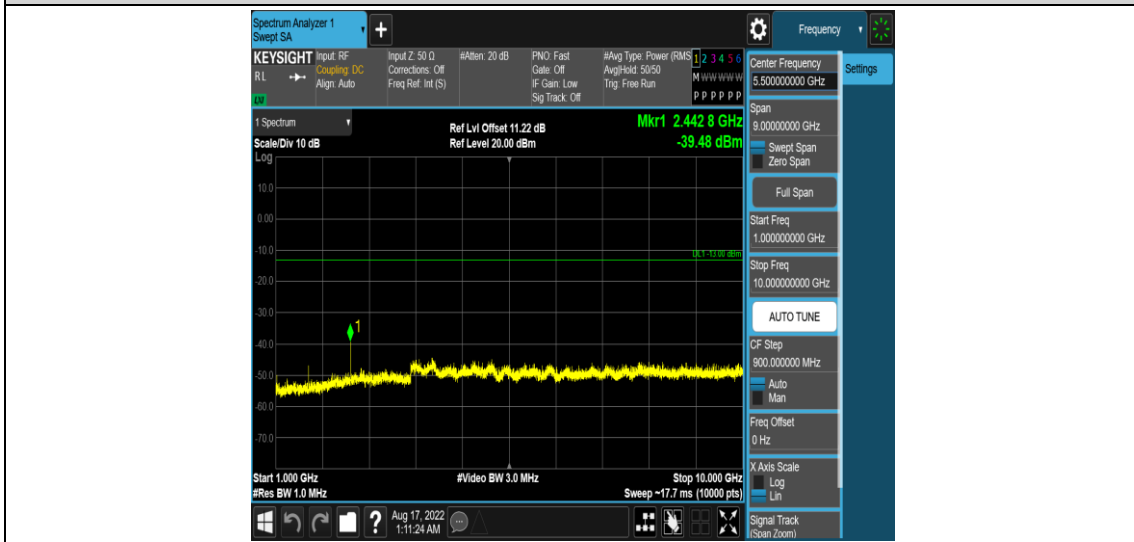 Spectrum Analyzer 1
Swept SA
Frequency
KEYSIGHT
RL
Input: RF
Coupling: DC
Align: Auto
Input Z: 50 Ω
Corrections: Off
Freq Ref: Int (S)
#Atten: 20 dB
PNO: Fast
Gate: Off
IF Gain: Low
Sig Track: Off
#Avg Type: Power (RMS
Avg|Hold: 50/50
Trig: Free Run
1 2 3 4 5 6
M W W W W W
P P P P P P
1 Spectrum
Scale/Div 10 dB
Log
Ref Lvl Offset 11.22 dB
Ref Level 20.00 dBm
Mkr1 2.442 8 GHz
-39.48 dBm
10.0
0.00
-10.0
DL1 -13.00 dBm
-20.0
-30.0
1
-40.0
-50.0
-60.0
-70.0
Start 1.000 GHz
#Res BW 1.0 MHz
#Video BW 3.0 MHz
Stop 10.000 GHz
Sweep ~17.7 ms (10000 pts)
Aug 17, 2022
1:11:24 AM
Center Frequency
5.500000000 GHz
Settings
Span
9.00000000 GHz
Swept Span
Zero Span
Full Span
Start Freq
1.000000000 GHz
Stop Freq
10.000000000 GHz
AUTO TUNE
CF Step
900.000000 MHz
Auto
Man
Freq Offset
0 Hz
X Axis Scale
Log
Lin
Signal Track
(Span Zoom)